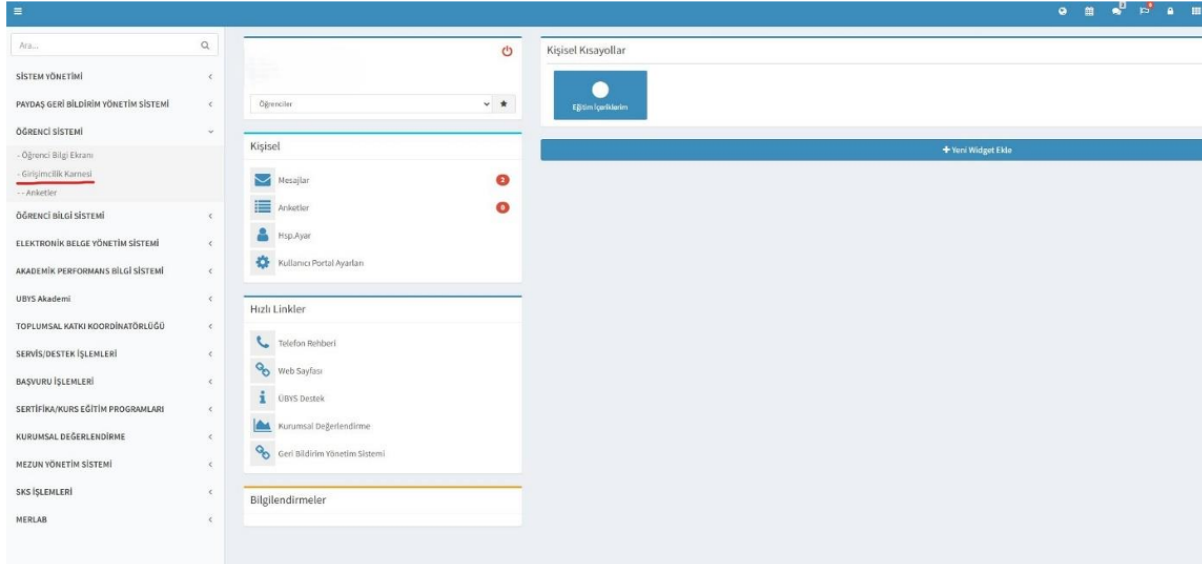 Ara...
SİSTEM YÖNETİMİ
PAYDAŞ GERİ BİLDİRİM YÖNETİM SİSTEMİ
ÖĞRENCİ SİSTEMİ
- Öğrenci Bilgi Ekranı
- Girişimcilik Karnesi
-- Anketler
ÖĞRENCİ BİLGİ SİSTEMİ
ELEKTRONİK BELGE YÖNETİM SİSTEMİ
AKADEMİK PERFORMANS BİLGİ SİSTEMİ
UBYS Akademi
TOPLUMSAL KATKI KOORDİNATÖRLÜĞÜ
SERVİS/DESTEK İŞLEMLERİ
BAŞVURU İŞLEMLERİ
SERTİFİKA/KURS EĞİTİM PROGRAMLARI
KURUMSAL DEĞERLENDİRME
MEZUN YÖNETİM SİSTEMİ
SKS İŞLEMLERİ
MERLAB
Öğrenciler
Kişisel
Mesajlar 3
Anketler 0
Hsp.Ayar
Kullanıcı Portal Ayarları
Hızlı Linkler
Telefon Rehberi
Web Sayfası
ÜBYS Destek
Kurumsal Değerlendirme
Geri Bildirim Yönetim Sistemi
Bilgilendirmeler
Kişisel Kısayollar
Eğitim İçeriklerim
+ Yeni Widget Ekle